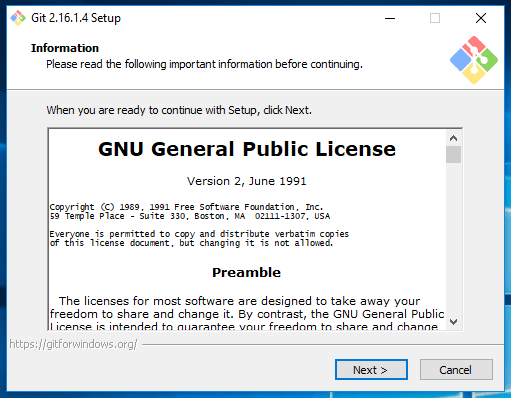 Git 2.16.1.4 Setup
Information
Please read the following important information before continuing.
When you are ready to continue with Setup, click Next.
GNU General Public License
Version 2, June 1991
Copyright (C) 1989, 1991 Free Software Foundation, Inc.
59 Temple Place - Suite 330, Boston, MA  02111-1307, USA
Everyone is permitted to copy and distribute verbatim copies
of this license document, but changing it is not allowed.
Preamble
The licenses for most software are designed to take away your
freedom to share and change it. By contrast, the GNU General Public
License is intended to guarantee your freedom to share and change
https://gitforwindows.org/
Next >
Cancel